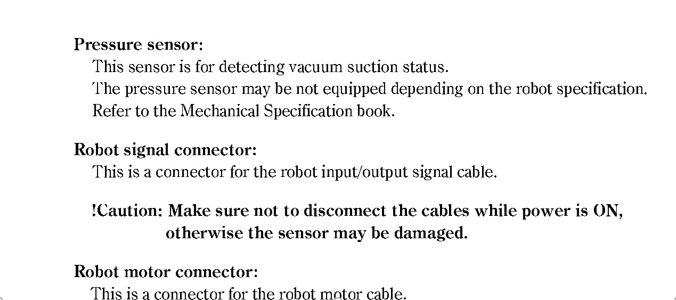 Pressure sensor:
This sensor is for detecting vacuum suction status.
The pressure sensor may be not equipped depending on the robot specification.
Refer to the Mechanical Specification book.
Robot signal connector:
This is a connector for the robot input/output signal cable.
!Caution: Make sure not to disconnect the cables while power is ON,
otherwise the sensor may be damaged.
Robot motor connector:
This is a connector for the robot motor cable.